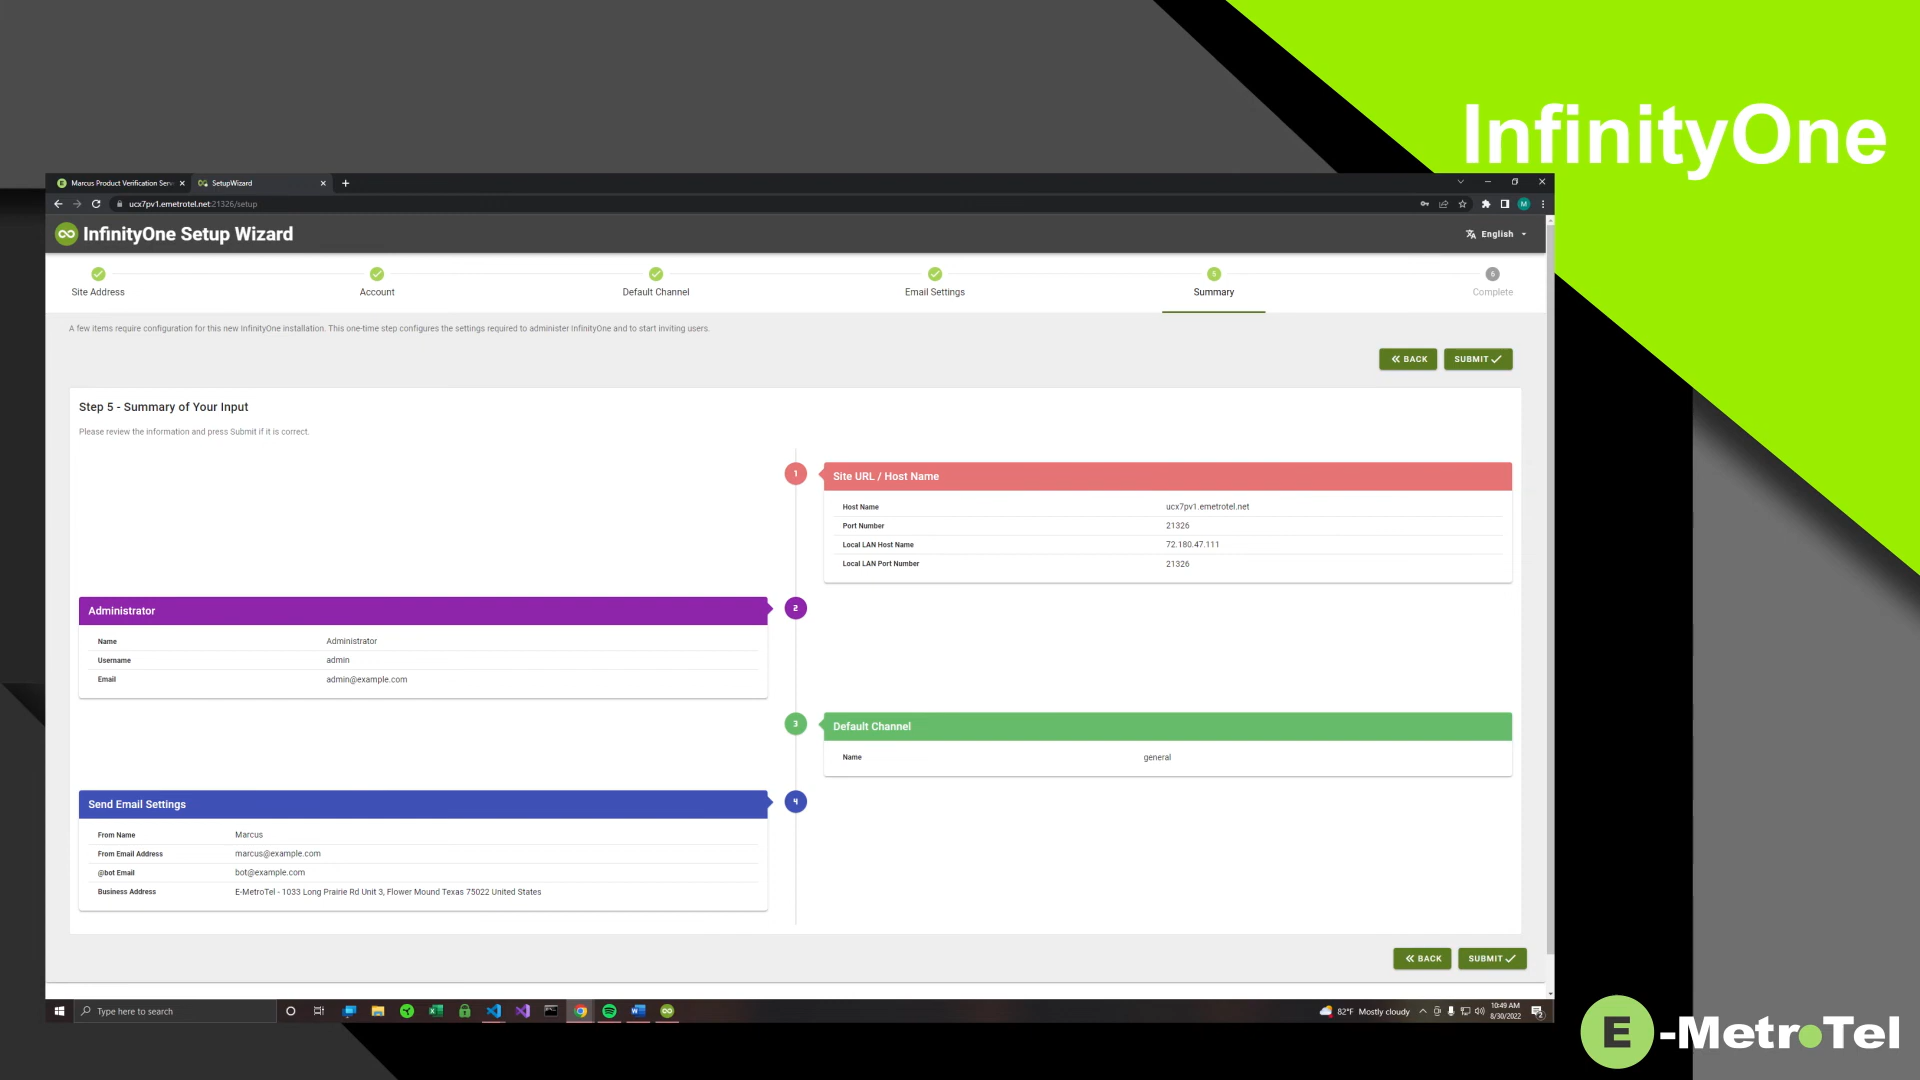 InfinityOne
Marcus Product Verification Serv
SetupWizard
ucx7pv1.emetrotel.net:21326/setup
M
InfinityOne Setup Wizard
English
5
6
Site Address
Account
Default Channel
Email Settings
Summary
Complete
A few items require configuration for this new InfinityOne installation. This one-time step configures the settings required to administer InfinityOne and to start inviting users.
BACK
SUBMIT
Step 5 - Summary of Your Input
Please review the information and press Submit if it is correct.
1
Site URL / Host Name
Host Name ucx7pv1.emetrotel.net
Port Number 21326
Local LAN Host Name 72.180.47.111
Local LAN Port Number 21326
Administrator
2
Name Administrator
Username admin
Email admin@example.com
3
Default Channel
Name general
Send Email Settings
4
From Name Marcus
From Email Address marcus@example.com
@bot Email bot@example.com
Business Address E-MetroTel - 1033 Long Prairie Rd Unit 3, Flower Mound Texas 75022 United States
BACK
SUBMIT
Type here to search
82°F Mostly cloudy
10:49 AM
8/30/2022
2
E-MetroTel